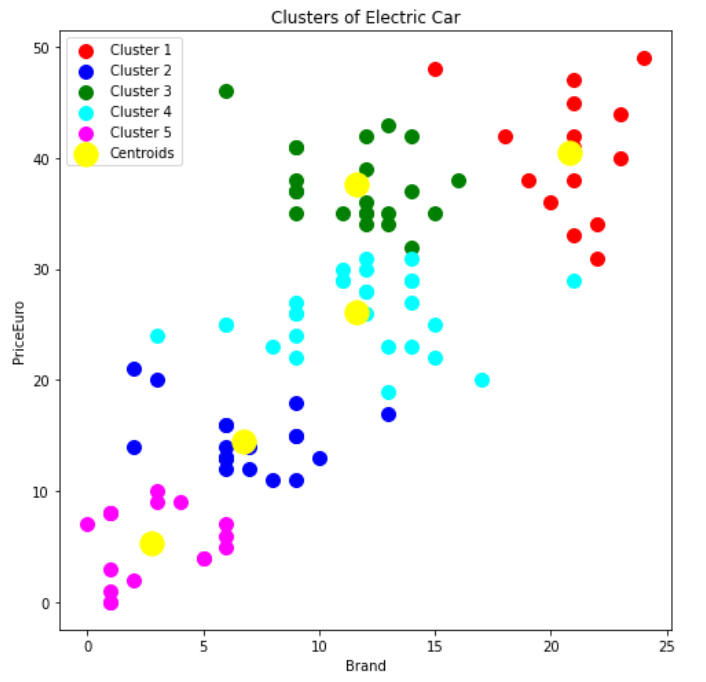 Clusters of Electric Car
Cluster 1
Cluster 2
Cluster 3
Cluster 4
Cluster 5
Centroids
PriceEuro
50
40
30
20
10
0
0 5 10 15 20 25
Brand